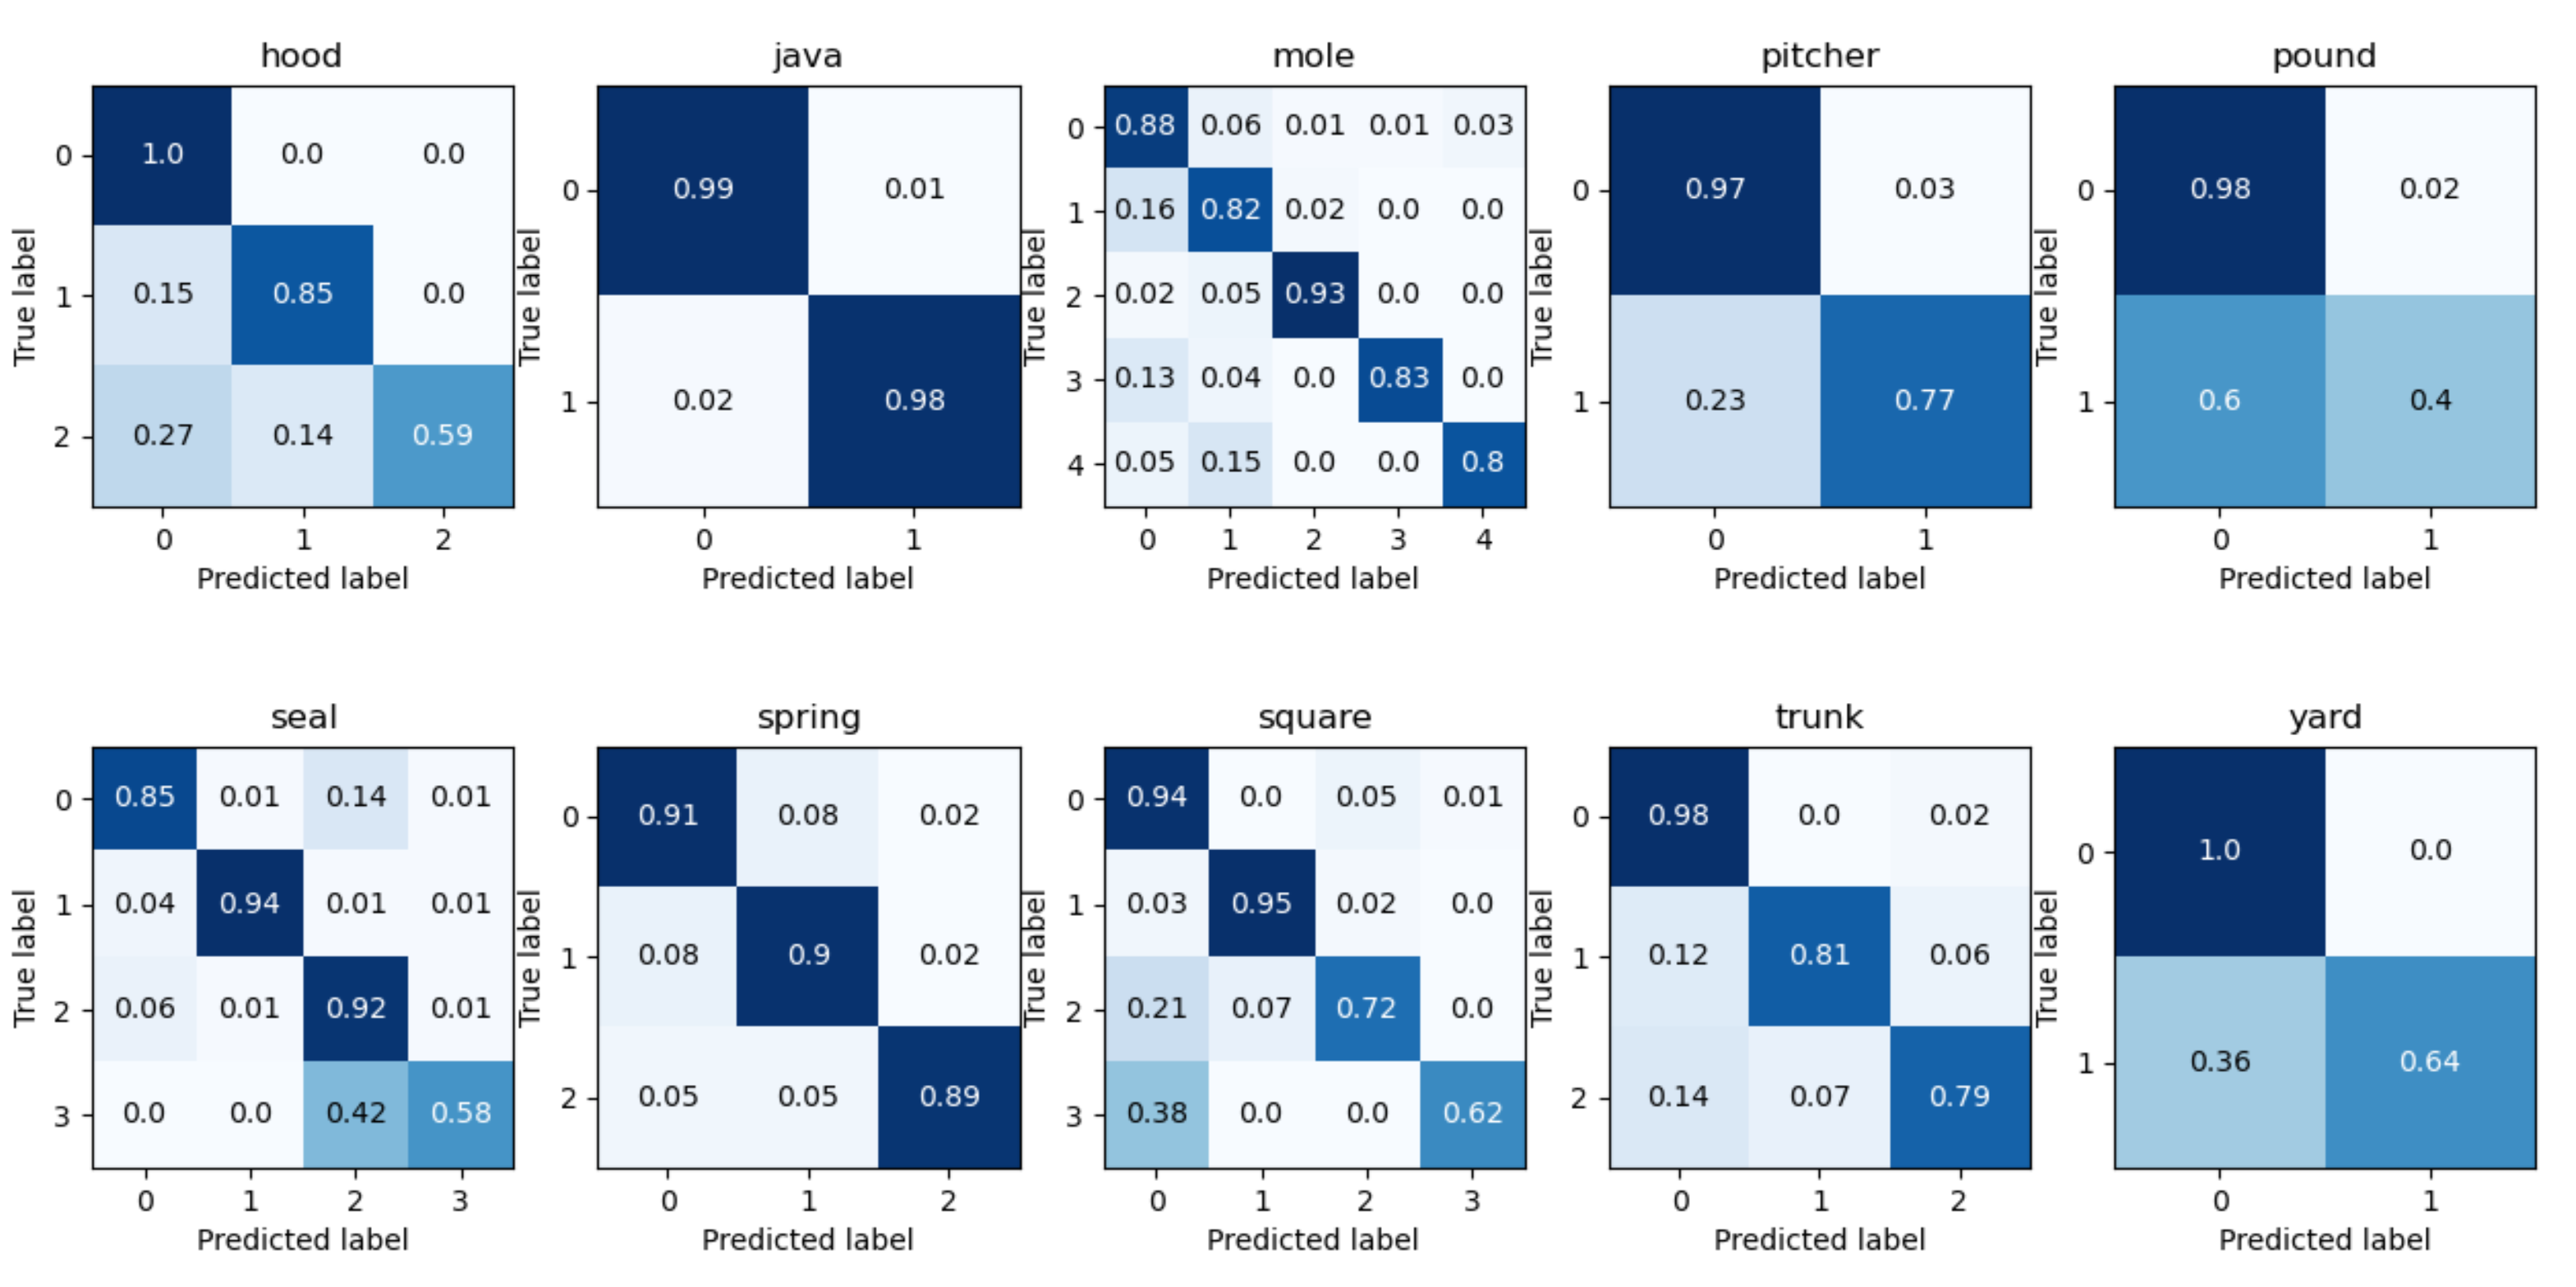 hood
1.0 0.0 0.0
0.15 0.85 0.0
0.27 0.14 0.59
0
1
2
0 1 2
True label
Predicted label
java
0.99 0.01
0.02 0.98
0
1
0 1
True label
Predicted label
mole
0.88 0.06 0.01 0.01 0.03
0.16 0.82 0.02 0.0 0.0
0.02 0.05 0.93 0.0 0.0
0.13 0.04 0.0 0.83 0.0
0.05 0.15 0.0 0.0 0.8
0
1
2
3
4
0 1 2 3 4
True label
Predicted label
pitcher
0.97 0.03
0.23 0.77
0
1
0 1
True label
Predicted label
pound
0.98 0.02
0.6 0.4
0
1
0 1
True label
Predicted label
seal
0.85 0.01 0.14 0.01
0.04 0.94 0.01 0.01
0.06 0.01 0.92 0.01
0.0 0.0 0.42 0.58
0
1
2
3
0 1 2 3
True label
Predicted label
spring
0.91 0.08 0.02
0.08 0.9 0.02
0.05 0.05 0.89
0
1
2
0 1 2
True label
Predicted label
square
0.94 0.0 0.05 0.01
0.03 0.95 0.02 0.0
0.21 0.07 0.72 0.0
0.38 0.0 0.0 0.62
0
1
2
3
0 1 2 3
True label
Predicted label
trunk
0.98 0.0 0.02
0.12 0.81 0.06
0.14 0.07 0.79
0
1
2
0 1 2
True label
Predicted label
yard
1.0 0.0
0.36 0.64
0
1
0 1
True label
Predicted label